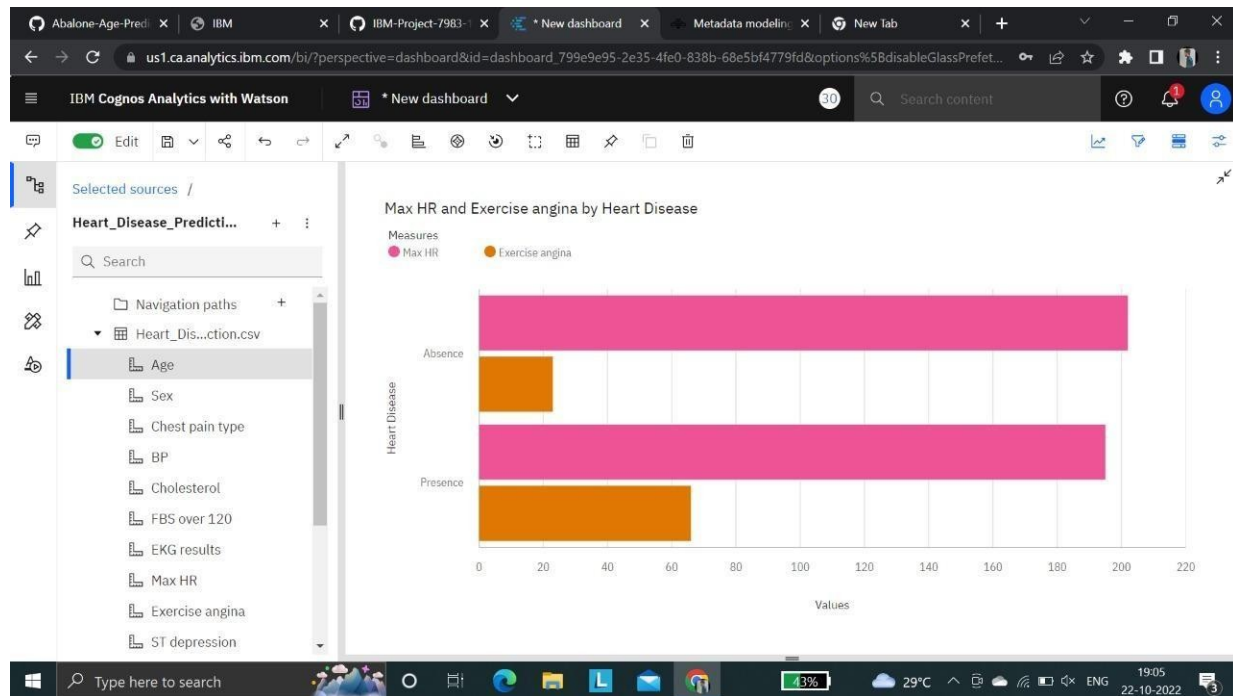 Abalone-Age-Predi
IBM
IBM-Project-7983-1
* New dashboard
Metadata modeling
New Tab
us1.ca.analytics.ibm.com/bi/?perspective=dashboard&id=dashboard_799e9e95-2e35-4fe0-838b-68e5bf4779fd&options%5BdisableGlassPrefet...
IBM Cognos Analytics with Watson
* New dashboard
30
Search content
1
Edit
Selected sources /
Heart_Disease_Predicti...
Search
Navigation paths
Heart_Dis...ction.csv
Age
Sex
Chest pain type
BP
Cholesterol
FBS over 120
EKG results
Max HR
Exercise angina
ST depression
Max HR and Exercise angina by Heart Disease
Measures
Max HR
Exercise angina
Heart Disease
Absence
Presence
0 20 40 60 80 100 120 140 160 180 200 220
Values
Type here to search
L
43%
29°C
ENG
19:05
22-10-2022
3